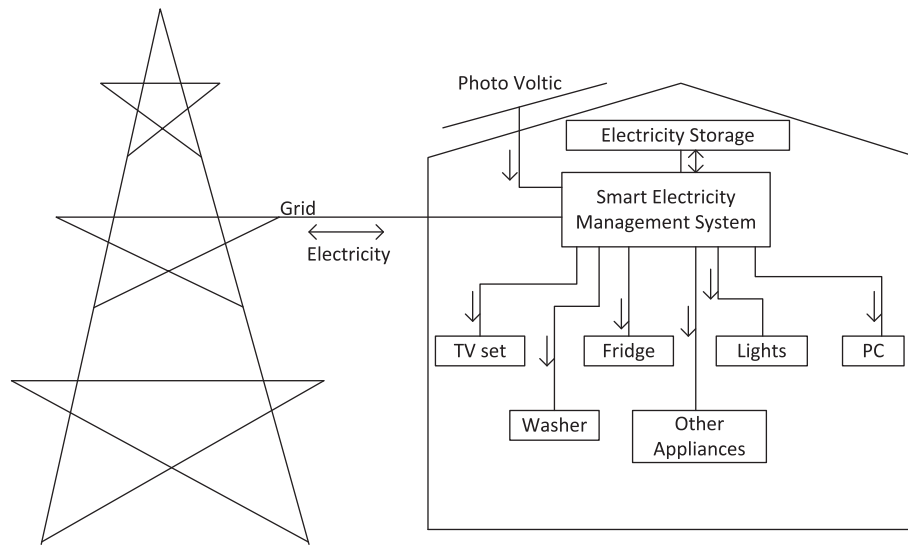 Photo Voltic
Electricity Storage
Smart Electricity
Management System
Grid
Electricity
TV set
Fridge
Lights
PC
Washer
Other
Appliances